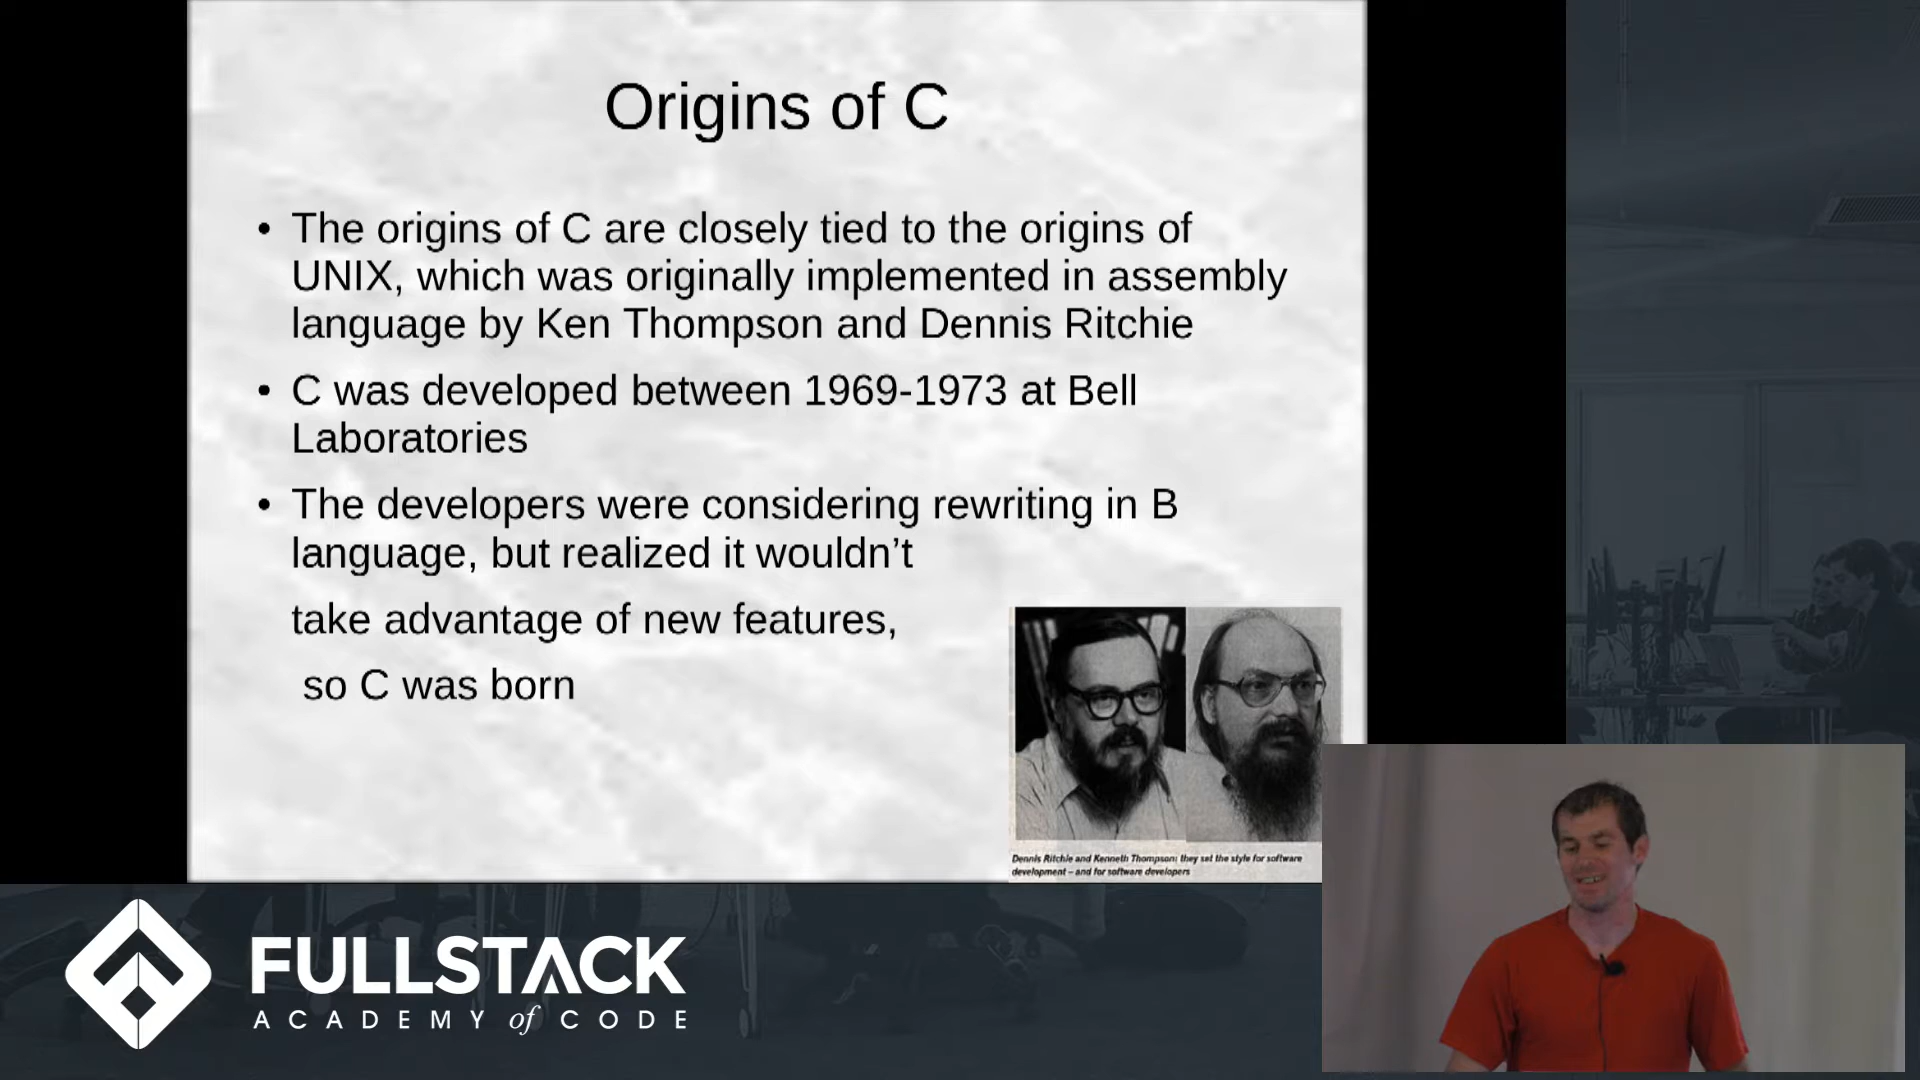 Origins of C
• The origins of C are closely tied to the origins of
UNIX, which was originally implemented in assembly
language by Ken Thompson and Dennis Ritchie
• C was developed between 1969-1973 at Bell
Laboratories
• The developers were considering rewriting in B
language, but realized it wouldn’t
take advantage of new features,
so C was born
Dennis Ritchie and Kenneth Thompson: they set the style for software
development – and for software developers
FULLSTACK
ACADEMY of CODE